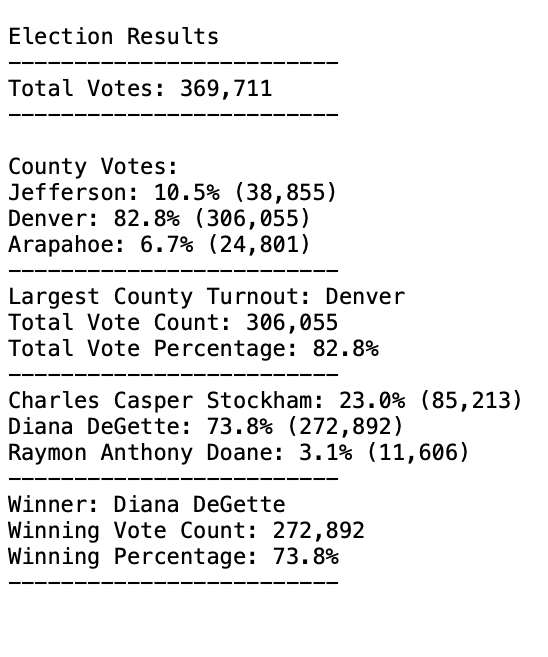 Election Results
-------------------------
Total Votes: 369,711
-------------------------
County Votes:
Jefferson: 10.5% (38,855)
Denver: 82.8% (306,055)
Arapahoe: 6.7% (24,801)
-------------------------
Largest County Turnout: Denver
Total Vote Count: 306,055
Total Vote Percentage: 82.8%
-------------------------
Charles Casper Stockham: 23.0% (85,213)
Diana DeGette: 73.8% (272,892)
Raymon Anthony Doane: 3.1% (11,606)
-------------------------
Winner: Diana DeGette
Winning Vote Count: 272,892
Winning Percentage: 73.8%
-------------------------